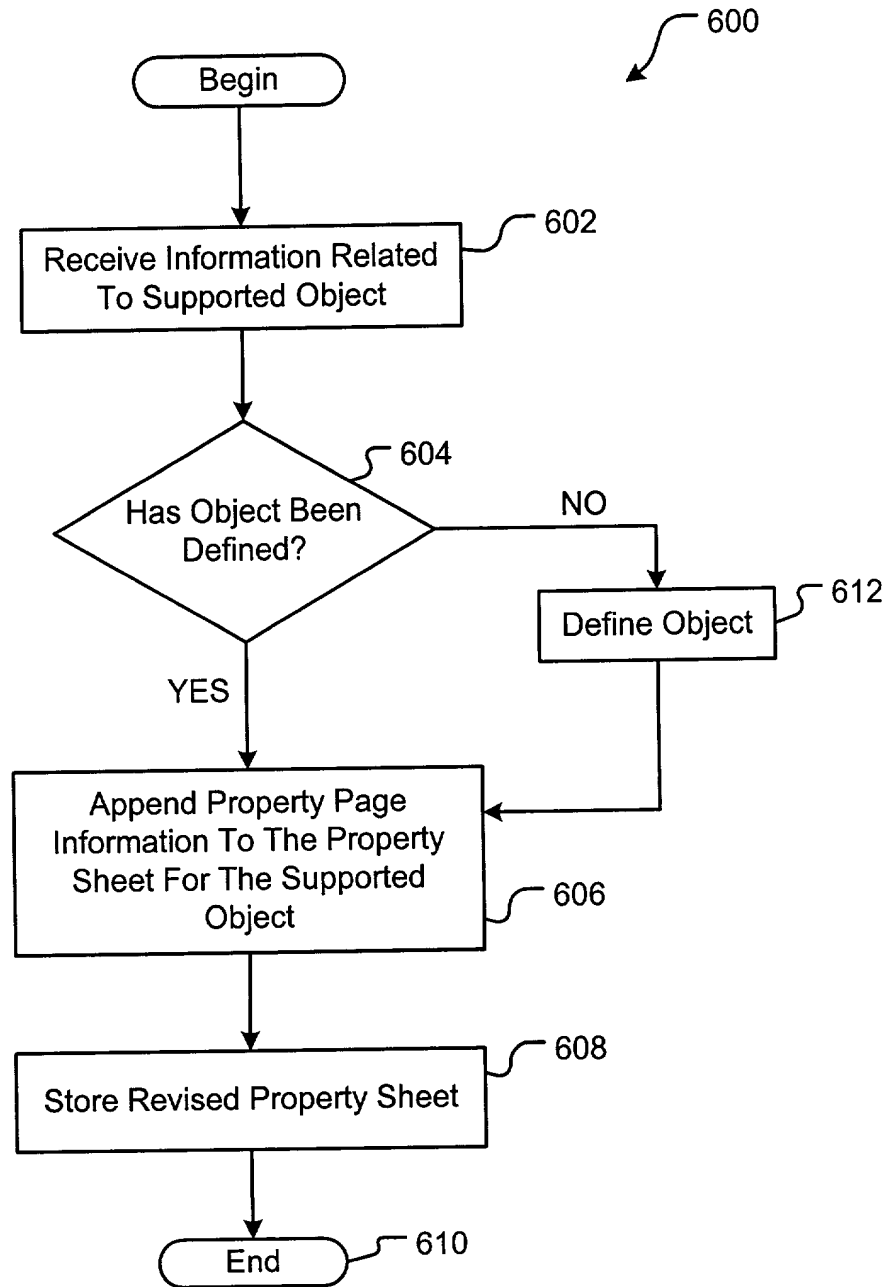 600
Begin
602
Receive Information Related
To Supported Object
604
Has Object Been
Defined?
NO
612
Define Object
YES
Append Property Page
Information To The Property
Sheet For The Supported
Object
606
608
Store Revised Property Sheet
End
610